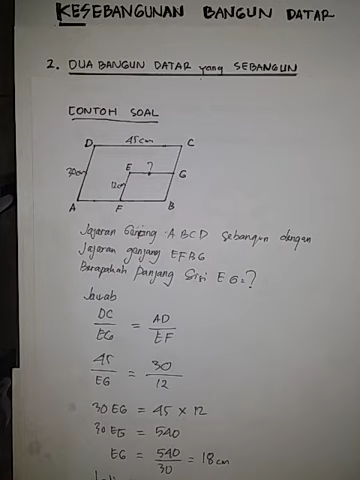 KESEBANGUNAN BANGUN DATAR
2. DUA BANGUN DATAR yang SEBANGUN
CONTOH SOAL
D 45cm C
30cm E ? G
12cm
A F B
Jajaran Genjang ABCD Sebangun dengan
Jajaran genjang EFBG
Berapakah Panjang Sisi EG = ?
Jawab
DC / EG = AD / EF
45 / EG = 30 / 12
30 EG = 45 × 12
30 EG = 540
EG = 540 / 30 = 18 cm